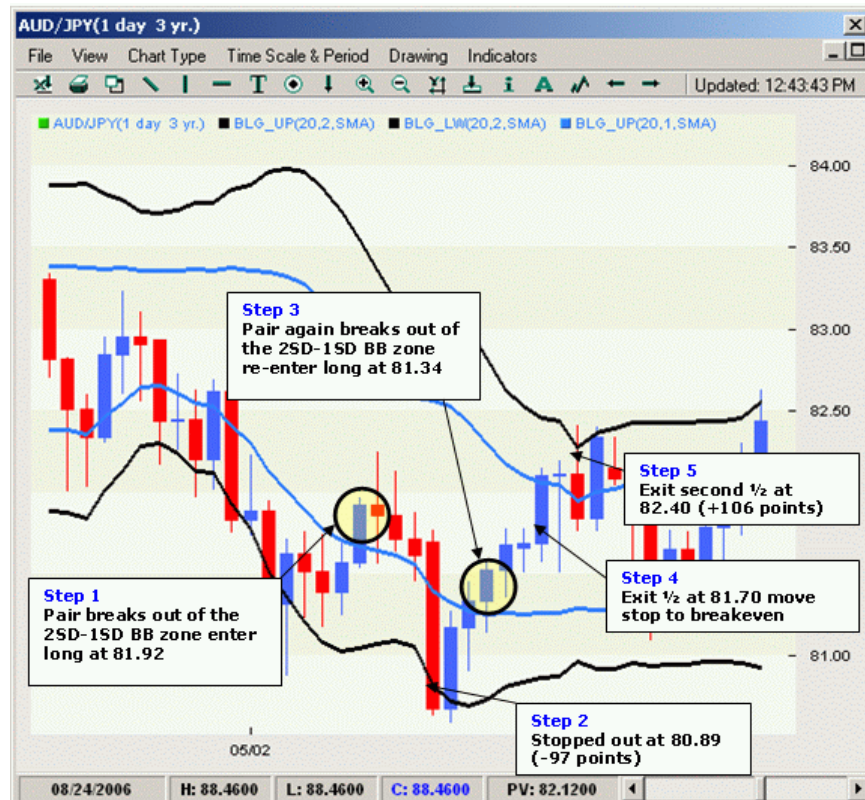 AUD/JPY(1 day 3 yr.)
File View Chart Type Time Scale & Period Drawing Indicators
T i A Updated: 12:43:43 PM
AUD/JPY(1 day 3 yr.) BLG_UP(20,2,SMA) BLG_LW(20,2,SMA) BLG_UP(20,1,SMA)
84.00
83.50
83.00
82.50
81.00
Step 3
Pair again breaks out of
the 2SD-1SD BB zone
re-enter long at 81.34
Step 5
Exit second ½ at
82.40 (+106 points)
Step 4
Exit ½ at 81.70 move
stop to breakeven
Step 1
Pair breaks out of the
2SD-1SD BB zone enter
long at 81.92
Step 2
Stopped out at 80.89
(-97 points)
05/02
08/24/2006 H: 88.4600 L: 88.4600 C: 88.4600 PV: 82.1200